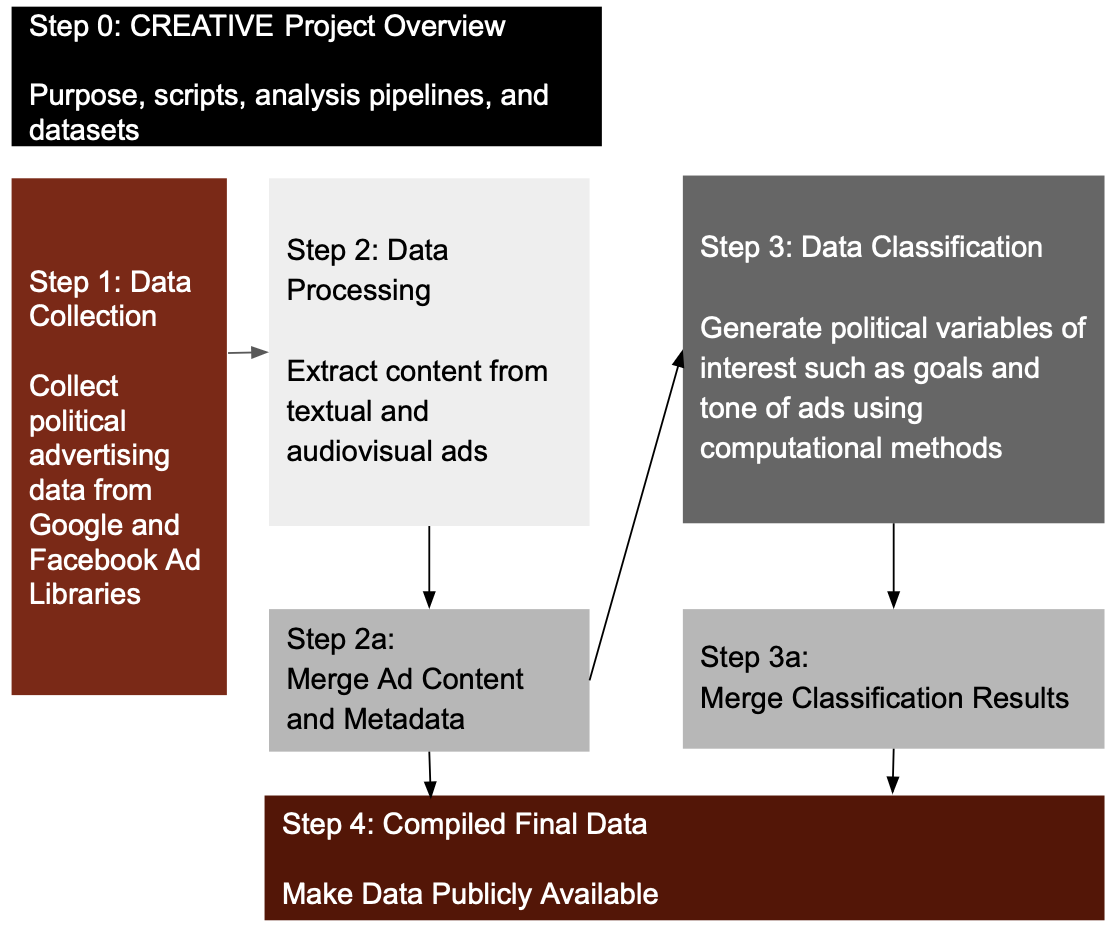 Step 0: CREATIVE Project Overview
Purpose, scripts, analysis pipelines, and
datasets
Step 1: Data
Collection
Collect
political
advertising
data from
Google and
Facebook Ad
Libraries
Step 2: Data
Processing
Extract content from
textual and
audiovisual ads
Step 2a:
Merge Ad Content
and Metadata
Step 3: Data Classification
Generate political variables of
interest such as goals and
tone of ads using
computational methods
Step 3a:
Merge Classification Results
Step 4: Compiled Final Data
Make Data Publicly Available